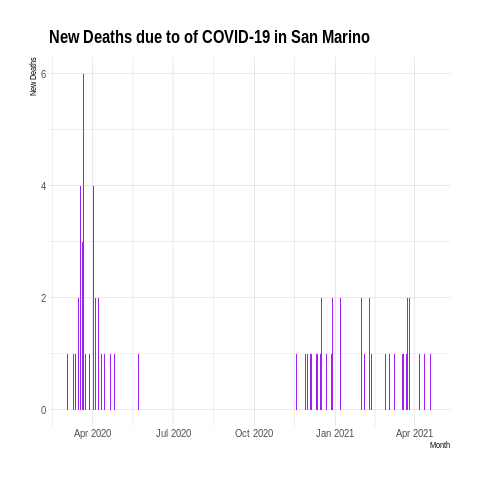 New Deaths due to of COVID-19 in San Marino
New Deaths
6
4
2
0
Apr 2020 Jul 2020 Oct 2020 Jan 2021 Apr 2021
Month